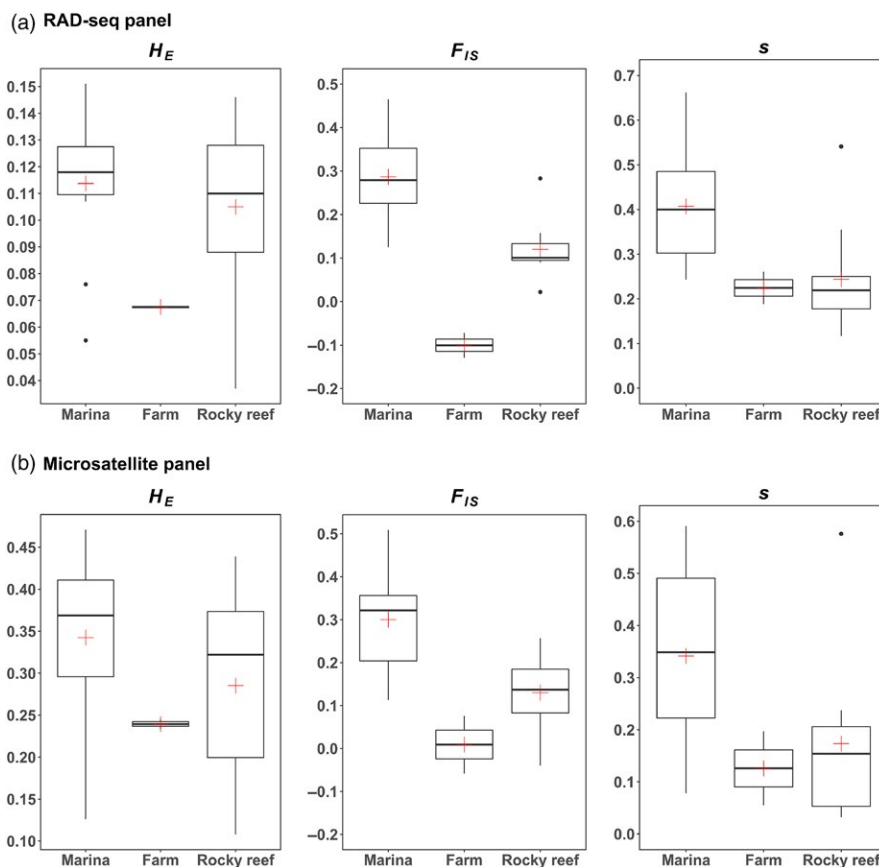 (a) RAD-seq panel
H_E F_IS s
0.15 0.14 0.13 0.12 0.11 0.10 0.09 0.08 0.07 0.06 0.05 0.04
0.5 0.4 0.3 0.2 0.1 0.0 −0.1 −0.2
0.7 0.6 0.5 0.4 0.3 0.2 0.1 0.0
Marina Farm Rocky reef Marina Farm Rocky reef Marina Farm Rocky reef
(b) Microsatellite panel
H_E F_IS s
0.45 0.40 0.35 0.30 0.25 0.20 0.15 0.10
0.5 0.4 0.3 0.2 0.1 0.0 −0.1 −0.2
0.6 0.5 0.4 0.3 0.2 0.1 0.0
Marina Farm Rocky reef Marina Farm Rocky reef Marina Farm Rocky reef